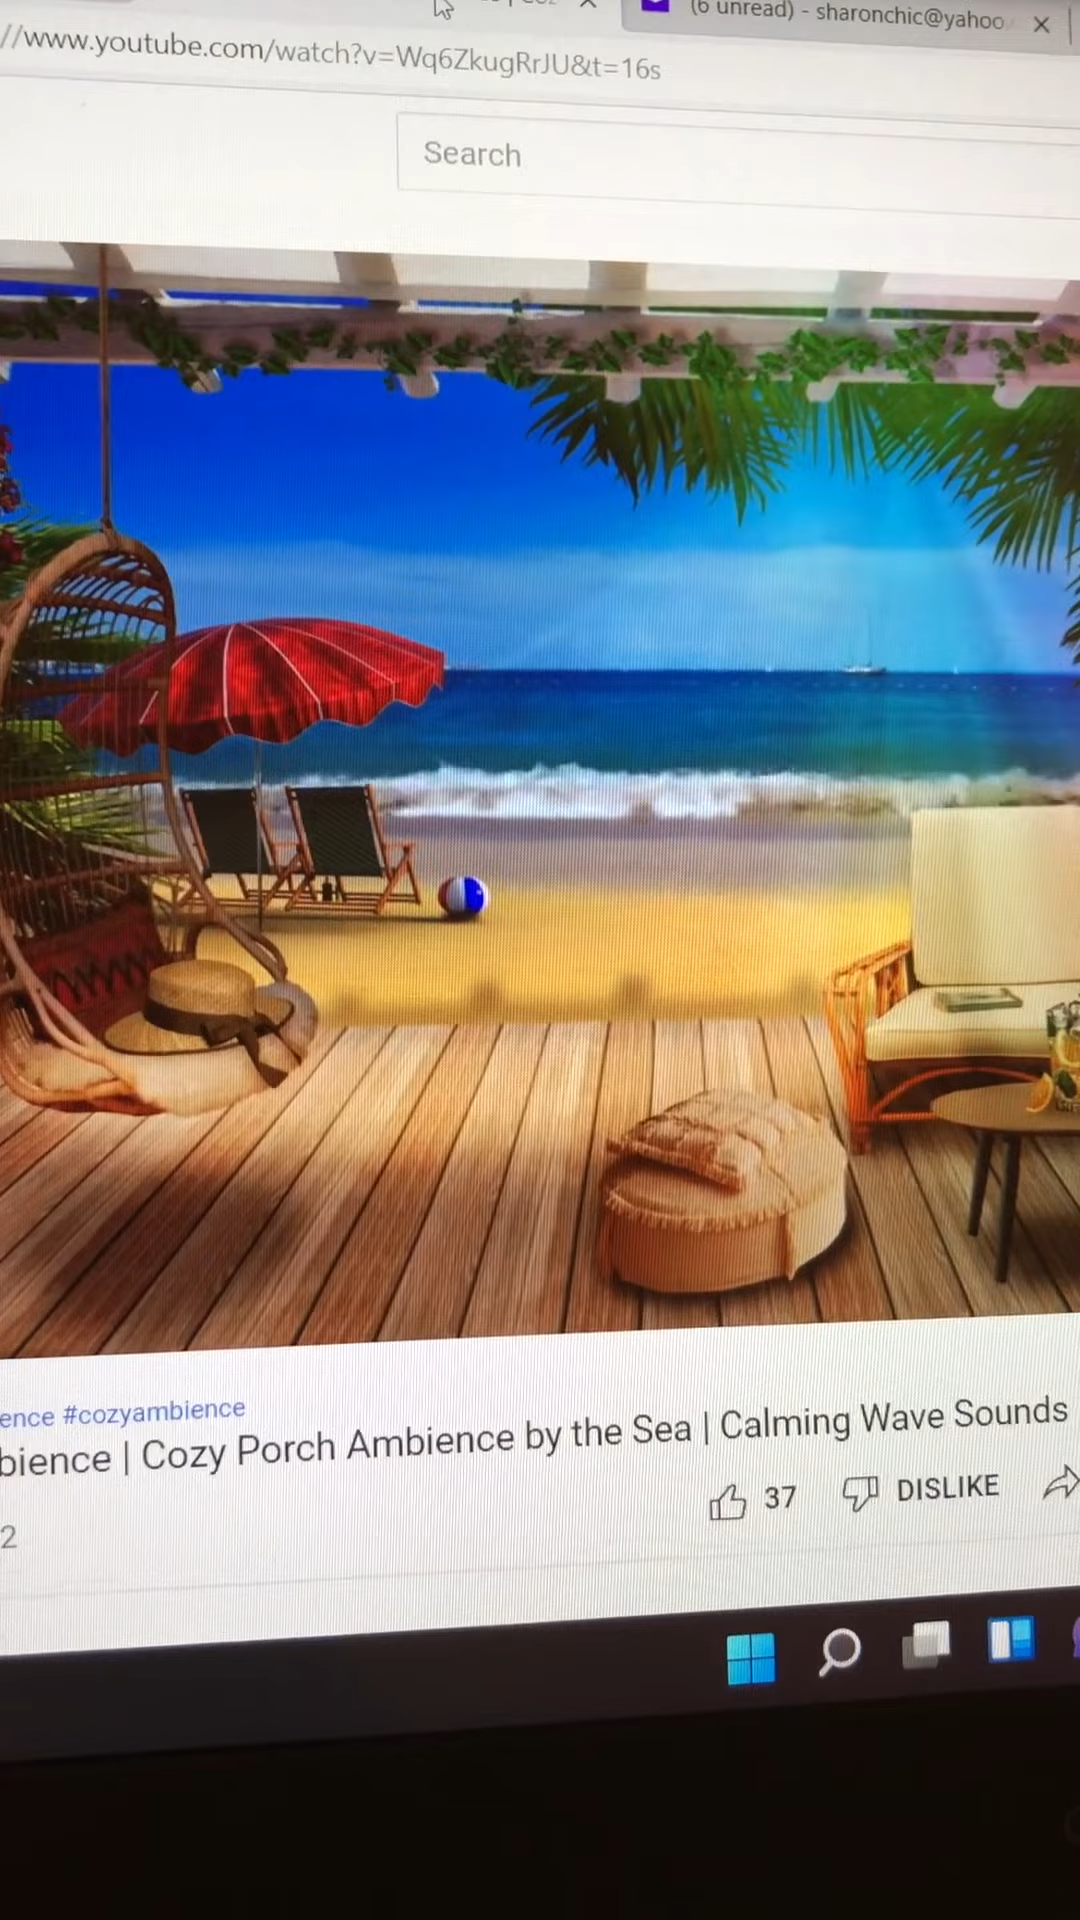 (6 unread) - sharonchic@yahoo
//www.youtube.com/watch?v=Wq6ZkugRrJU&t=16s
Search
ence #cozyambience
bience | Cozy Porch Ambience by the Sea | Calming Wave Sounds
37 DISLIKE
2